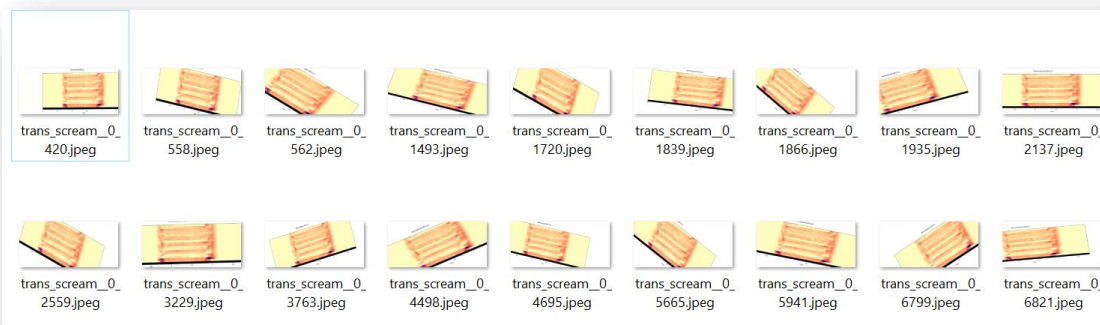 trans_scream__0_ trans_scream__0_ trans_scream__0_ trans_scream__0_ trans_scream__0_ trans_scream__0_ trans_scream__0_ trans_scream__0_ trans_scream__0_
420.jpeg 558.jpeg 562.jpeg 1493.jpeg 1720.jpeg 1839.jpeg 1866.jpeg 1935.jpeg 2137.jpeg
trans_scream__0_ trans_scream__0_ trans_scream__0_ trans_scream__0_ trans_scream__0_ trans_scream__0_ trans_scream__0_ trans_scream__0_ trans_scream__0_
2559.jpeg 3229.jpeg 3763.jpeg 4498.jpeg 4695.jpeg 5665.jpeg 5941.jpeg 6799.jpeg 6821.jpeg